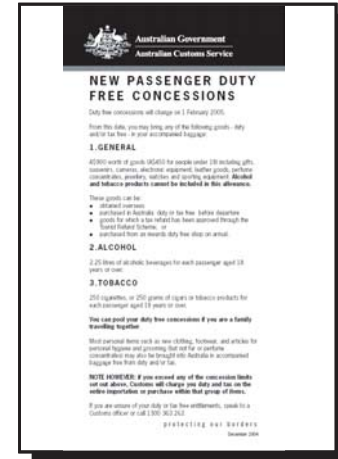 Australian Government
Australian Customs Service
NEW PASSENGER DUTY
FREE CONCESSIONS
Duty free concessions will change on 1 February 2005.
From this date, you may bring any of the following goods - duty
and/or tax free - in your accompanied baggage:
1.GENERAL
A$900 worth of goods (A$450 for people under 18) including gifts,
souvenirs, cameras, electronic equipment, leather goods, perfume
concentrates, jewellery, watches and sporting equipment. Alcohol
and tobacco products cannot be included in this allowance.
These goods can be:
• obtained overseas
• purchased in Australia duty or tax free before departure
• goods for which a tax refund has been approved through the
Tourist Refund Scheme, or
• purchased from an inwards duty free shop on arrival.
2.ALCOHOL
2.25 litres of alcoholic beverages for each passenger aged 18
years or over.
3.TOBACCO
250 cigarettes, or 250 grams of cigars or tobacco products for
each passenger aged 18 years or over.
You can pool your duty free concessions if you are a family
travelling together.
Most personal items such as new clothing, footwear, and articles for
personal hygiene and grooming (but not fur or perfume
concentrates) may also be brought into Australia in accompanied
baggage free from duty and/or tax.
NOTE HOWEVER: if you exceed any of the concession limits
set out above, Customs will charge you duty and tax on the
entire importation or purchase within that group of items.
If you are unsure of your duty or tax free entitlements, speak to a
Customs officer or call 1300 363 263.
protecting our borders
December 2004